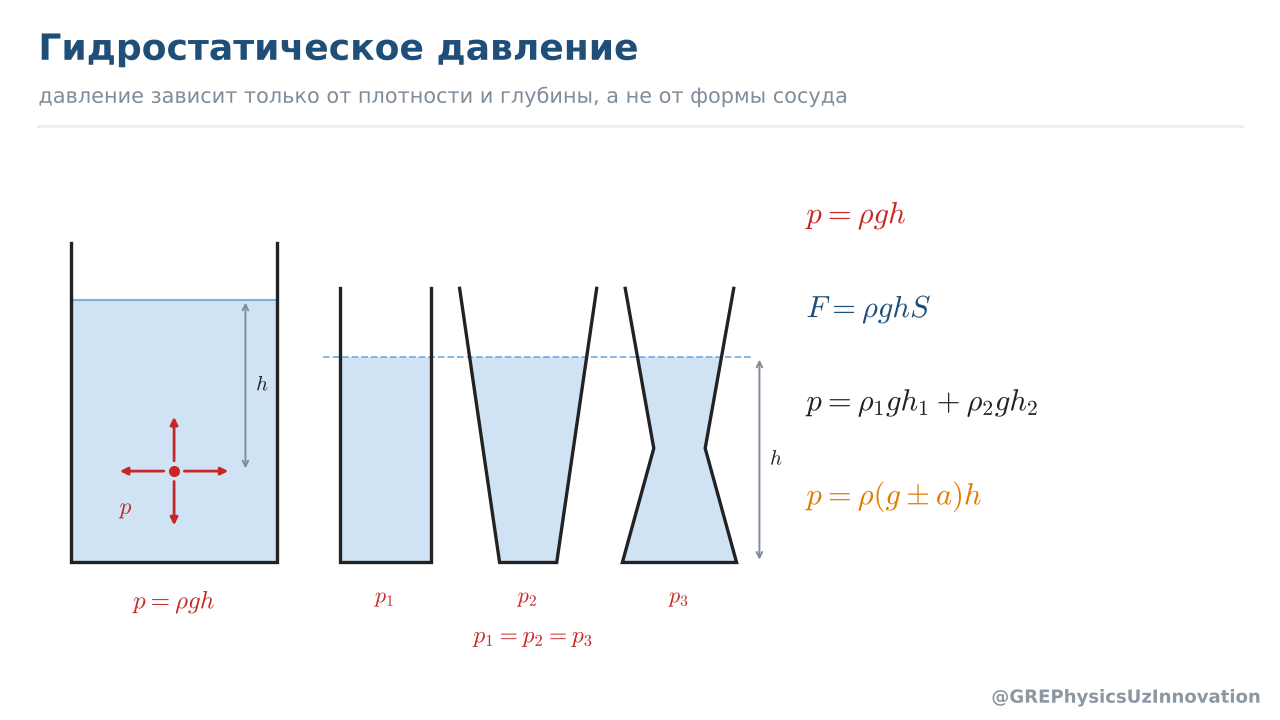 Гидростатическое давление
давление зависит только от плотности и глубины, а не от формы сосуда
p = ρgh
F = ρghS
p = ρ₁gh₁ + ρ₂gh₂
p = ρ(g ± a)h
h
p
h
p = ρgh
p₁
p₂
p₃
p₁ = p₂ = p₃
@GREPhysicsUzInnovation